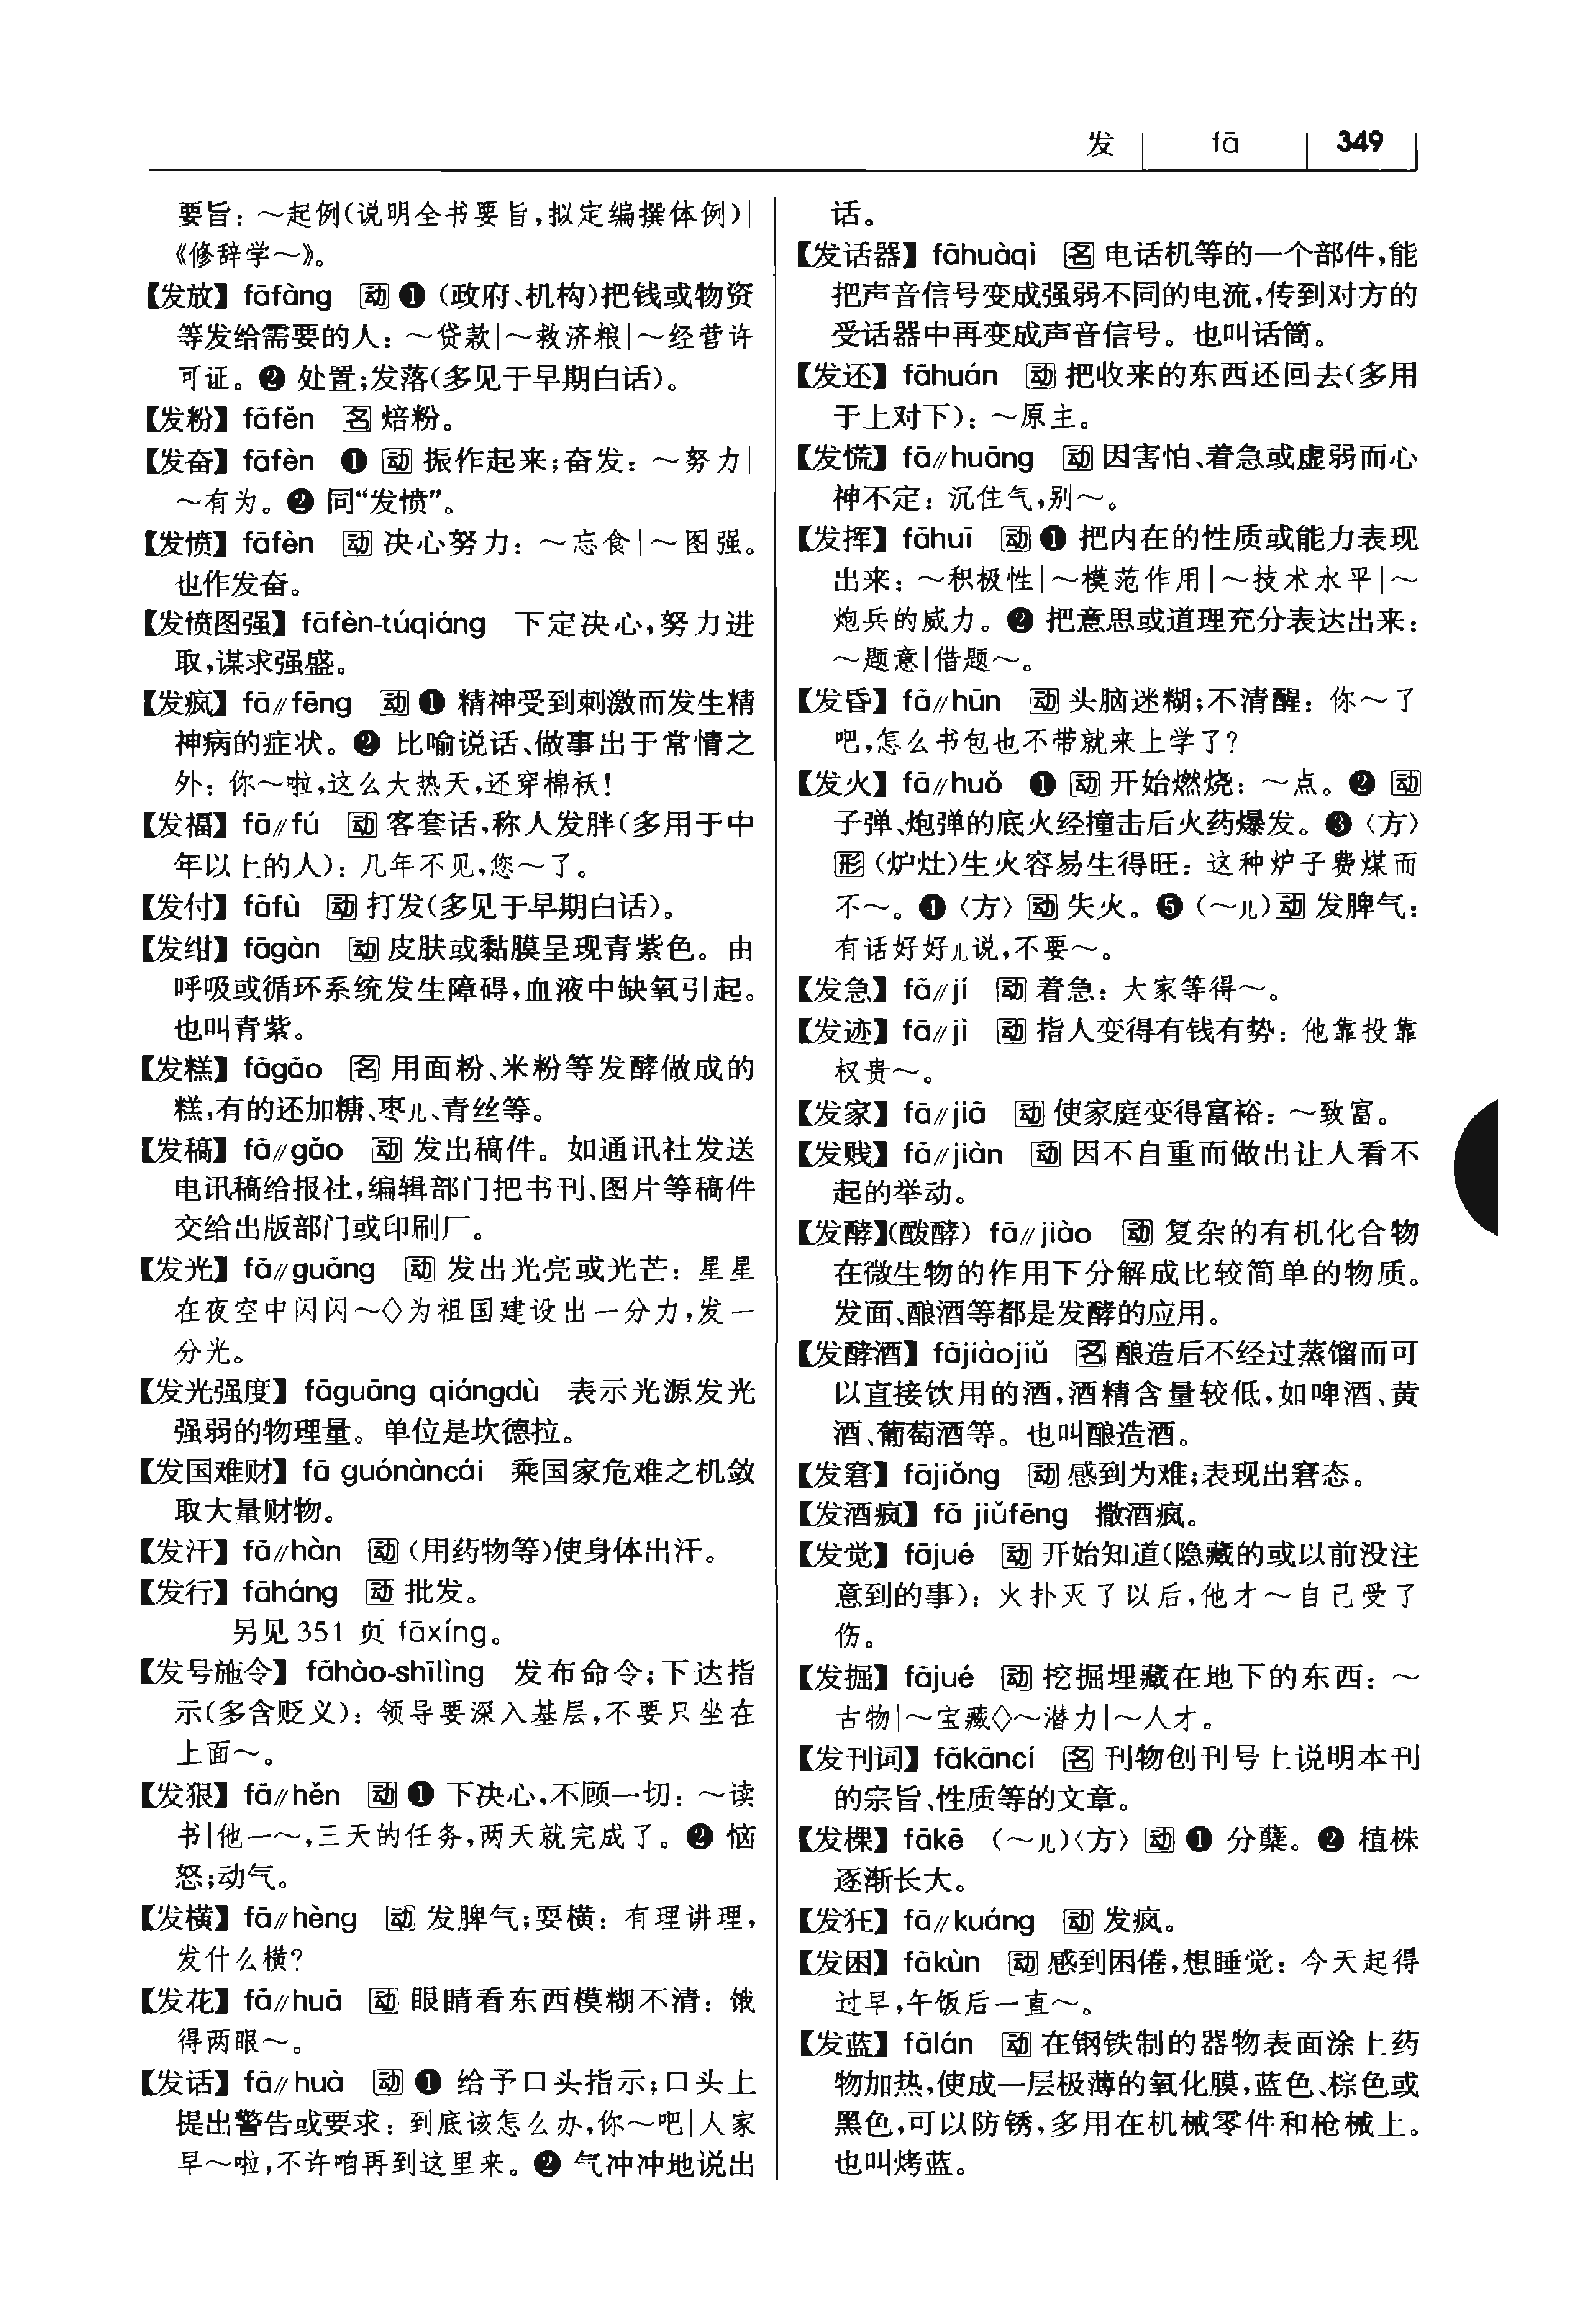 发 fā 349
要旨：～起例（说明全书要旨，拟定编撰体例）|
《修辞学～》。
【发放】fāfàng 动 ❶（政府、机构）把钱或物资
等发给需要的人：～贷款|～救济粮|～经营许
可证。❷ 处置；发落（多见于早期白话）。
【发粉】fāfěn 名 焙粉。
【发奋】fāfèn ❶ 动 振作起来；奋发：～努力|
～有为。❷ 同“发愤”。
【发愤】fāfèn 动 决心努力：～忘食|～图强。
也作发奋。
【发愤图强】fāfèn-túqiáng 下定决心，努力进
取，谋求强盛。
【发疯】fā//fēng 动 ❶ 精神受到刺激而发生精
神病的症状。❷ 比喻说话、做事出于常情之
外：你～啦，这么大热天，还穿棉袄！
【发福】fā//fú 动 客套话，称人发胖（多用于中
年以上的人）：几年不见，您～了。
【发付】fāfù 动 打发（多见于早期白话）。
【发绀】fāgàn 动 皮肤或黏膜呈现青紫色。由
呼吸或循环系统发生障碍，血液中缺氧引起。
也叫青紫。
【发糕】fāgāo 名 用面粉、米粉等发酵做成的
糕，有的还加糖、枣儿、青丝等。
【发稿】fā//gǎo 动 发出稿件。如通讯社发送
电讯稿给报社，编辑部门把书刊、图片等稿件
交给出版部门或印刷厂。
【发光】fā//guāng 动 发出光亮或光芒：星星
在夜空中闪闪～◇为祖国建设出一分力，发一
分光。
【发光强度】fāguāng qiángdù 表示光源发光
强弱的物理量。单位是坎德拉。
【发国难财】fā guónàncái 乘国家危难之机敛
取大量财物。
【发汗】fā//hàn 动（用药物等）使身体出汗。
【发行】fāháng 动 批发。
另见 351 页 fāxíng。
【发号施令】fāhào-shīlìng 发布命令；下达指
示（多含贬义）：领导要深入基层，不要只坐在
上面～。
【发狠】fā//hěn 动 ❶ 下决心，不顾一切：～读
书|他一～，三天的任务，两天就完成了。❷ 恼
怒；动气。
【发横】fā//hèng 动 发脾气；耍横：有理讲理，
发什么横？
【发花】fā//huā 动 眼睛看东西模糊不清：饿
得两眼～。
【发话】fā//huà 动 ❶ 给予口头指示；口头上
提出警告或要求：到底该怎么办，你～吧|人家
早～啦，不许咱再到这里来。❷ 气冲冲地说出
话。
【发话器】fāhuàqì 名 电话机等的一个部件，能
把声音信号变成强弱不同的电流，传到对方的
受话器中再变成声音信号。也叫话筒。
【发还】fāhuán 动 把收来的东西还回去（多用
于上对下）：～原主。
【发慌】fā//huāng 动 因害怕、着急或虚弱而心
神不定：沉住气，别～。
【发挥】fāhuī 动 ❶ 把内在的性质或能力表现
出来：～积极性|～模范作用|～技术水平|～
炮兵的威力。❷ 把意思或道理充分表达出来：
～题意|借题～。
【发昏】fā//hūn 动 头脑迷糊；不清醒：你～了
吧，怎么书包也不带就来上学了？
【发火】fā//huǒ ❶ 动 开始燃烧：～点。❷ 动
子弹、炮弹的底火经撞击后火药爆发。❸〈方〉
形（炉灶）生火容易生得旺：这种炉子费煤而
不～。❹〈方〉动 失火。❺（～儿）动 发脾气：
有话好好儿说，不要～。
【发急】fā//jí 动 着急：大家等得～。
【发迹】fā//jì 动 指人变得有钱有势：他靠投靠
权贵～。
【发家】fā//jiā 动 使家庭变得富裕：～致富。
【发贱】fā//jiàn 动 因不自重而做出让人看不
起的举动。
【发酵】（醱酵）fā//jiào 动 复杂的有机化合物
在微生物的作用下分解成比较简单的物质。
发面、酿酒等都是发酵的应用。
【发酵酒】fājiàojiǔ 名 酿造后不经过蒸馏而可
以直接饮用的酒，酒精含量较低，如啤酒、黄
酒、葡萄酒等。也叫酿造酒。
【发窘】fājiǒng 动 感到为难；表现出窘态。
【发酒疯】fā jiǔfēng 撒酒疯。
【发觉】fājué 动 开始知道（隐藏的或以前没注
意到的事）：火扑灭了以后，他才～自己受了
伤。
【发掘】fājué 动 挖掘埋藏在地下的东西：～
古物|～宝藏◇～潜力|～人才。
【发刊词】fākāncí 名 刊物创刊号上说明本刊
的宗旨、性质等的文章。
【发棵】fākē （～儿）〈方〉动 ❶ 分蘖。❷ 植株
逐渐长大。
【发狂】fā//kuáng 动 发疯。
【发困】fākùn 动 感到困倦，想睡觉：今天起得
过早，午饭后一直～。
【发蓝】fālán 动 在钢铁制的器物表面涂上药
物加热，使成一层极薄的氧化膜，蓝色、棕色或
黑色，可以防锈，多用在机械零件和枪械上。
也叫烤蓝。